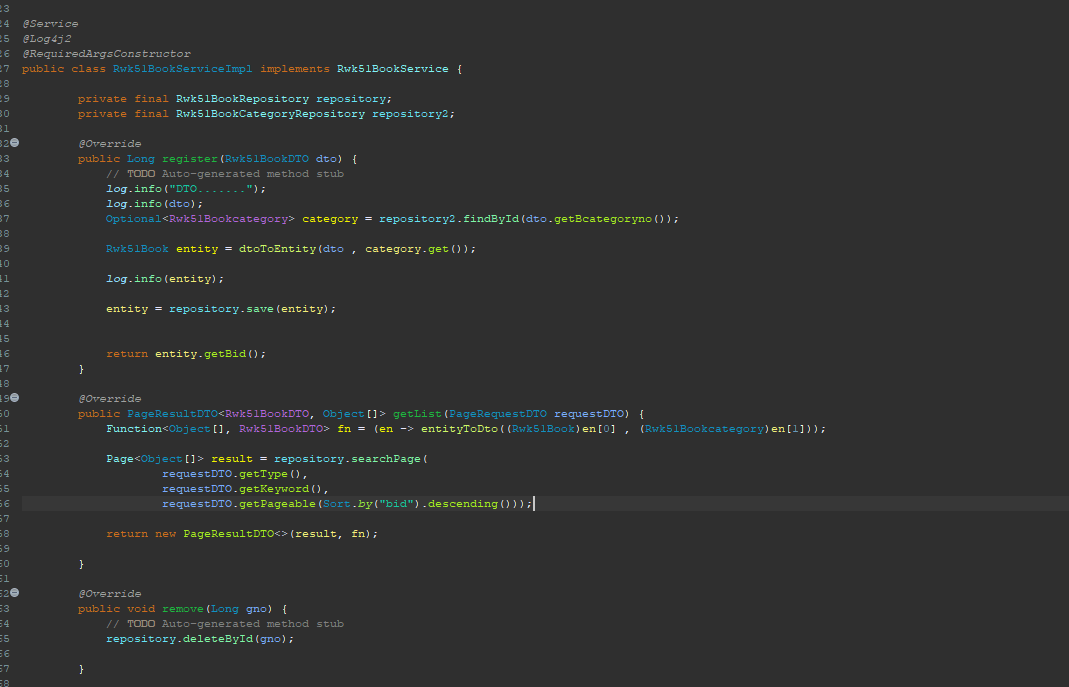 23
24 @Service
25 @Log4j2
26 @RequiredArgsConstructor
27 public class Rwk51BookServiceImpl implements Rwk51BookService {
28
29 private final Rwk51BookRepository repository;
30 private final Rwk51BookCategoryRepository repository2;
31
32 @Override
33 public Long register(Rwk51BookDTO dto) {
34 // TODO Auto-generated method stub
35 log.info("DTO.......");
36 log.info(dto);
37 Optional<Rwk51Bookcategory> category = repository2.findById(dto.getBcategoryno());
38
39 Rwk51Book entity = dtoToEntity(dto , category.get());
40
41 log.info(entity);
42
43 entity = repository.save(entity);
44
45
46 return entity.getBid();
47 }
48
49 @Override
50 public PageResultDTO<Rwk51BookDTO, Object[]> getList(PageRequestDTO requestDTO) {
51 Function<Object[], Rwk51BookDTO> fn = (en -> entityToDto((Rwk51Book)en[0] , (Rwk51Bookcategory)en[1]));
52
53 Page<Object[]> result = repository.searchPage(
54 requestDTO.getType(),
55 requestDTO.getKeyword(),
56 requestDTO.getPageable(Sort.by("bid").descending()));
57
58 return new PageResultDTO<>(result, fn);
59
60 }
61
62 @Override
63 public void remove(Long gno) {
64 // TODO Auto-generated method stub
65 repository.deleteById(gno);
66
67 }
68